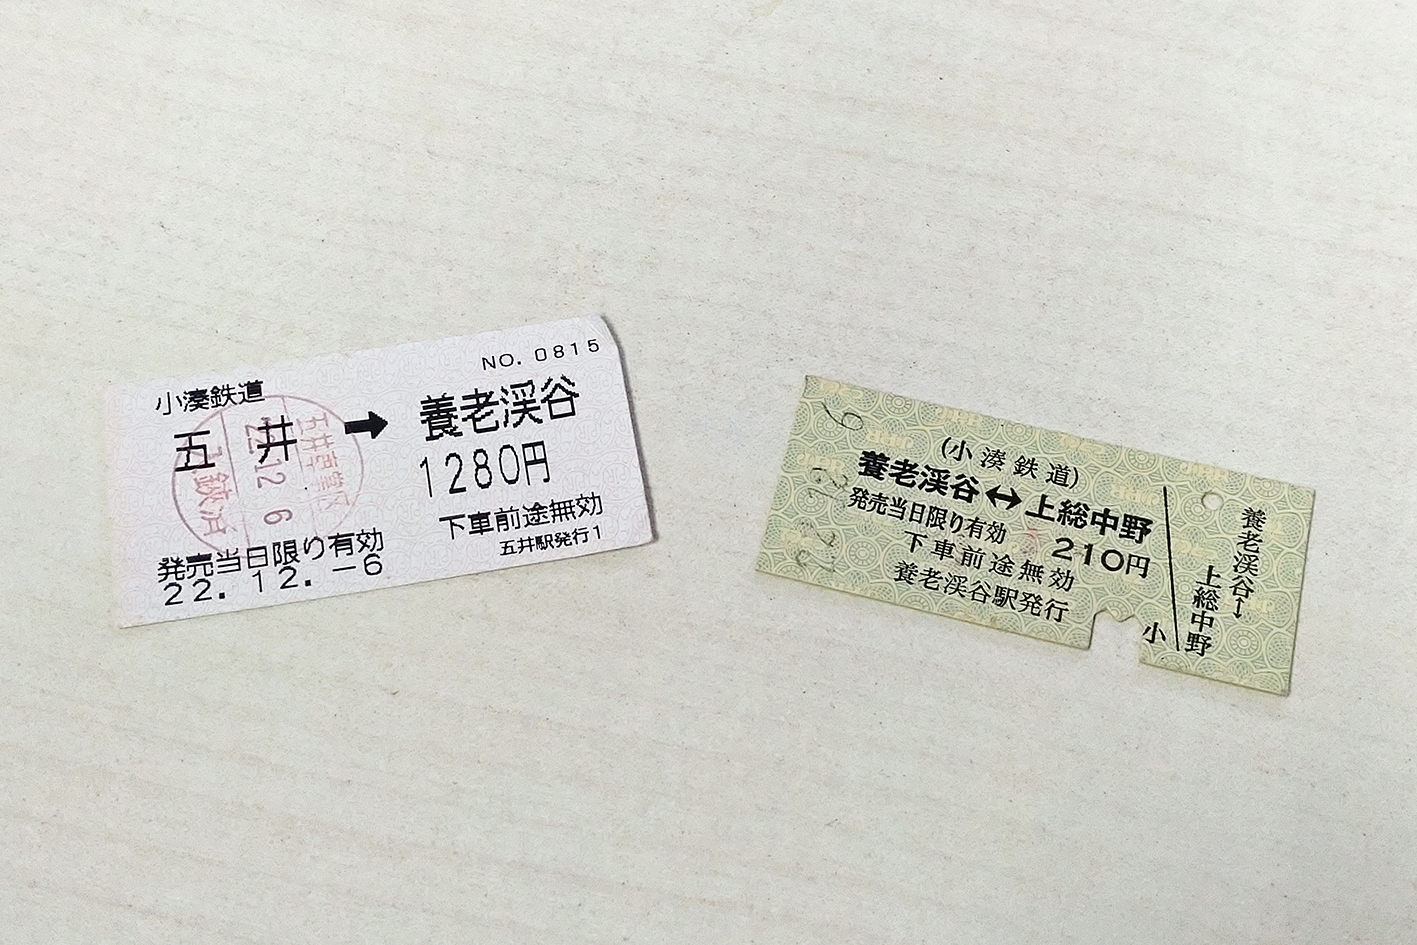 NO. 0815
小湊鉄道
五井 ➡ 養老渓谷
1280円
発売当日限り有効
下車前途無効
22. 12. -6
五井駅発行1
22 12 6
(小湊鉄道)
養老渓谷↔上総中野
発売当日限り有効
210円
下車前途無効
養老渓谷駅発行
小
養老渓谷↔
上総中野